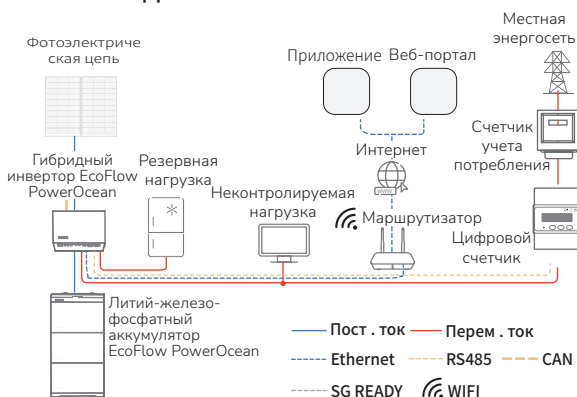 Местная
энергосеть
Фотоэлектриче
ская цепь
Приложение
Веб-портал
Счетчик
учета
потребления
Интернет
Гибридный
инвертор EcoFlow
PowerOcean
Резервная
нагрузка
Неконтролируемая
нагрузка
Маршрутизатор
Цифровой
счетчик
Литий-железо-
фосфатный
аккумулятор
EcoFlow PowerOcean
Пост . ток
Перем . ток
Ethernet
RS485
CAN
SG READY
WIFI